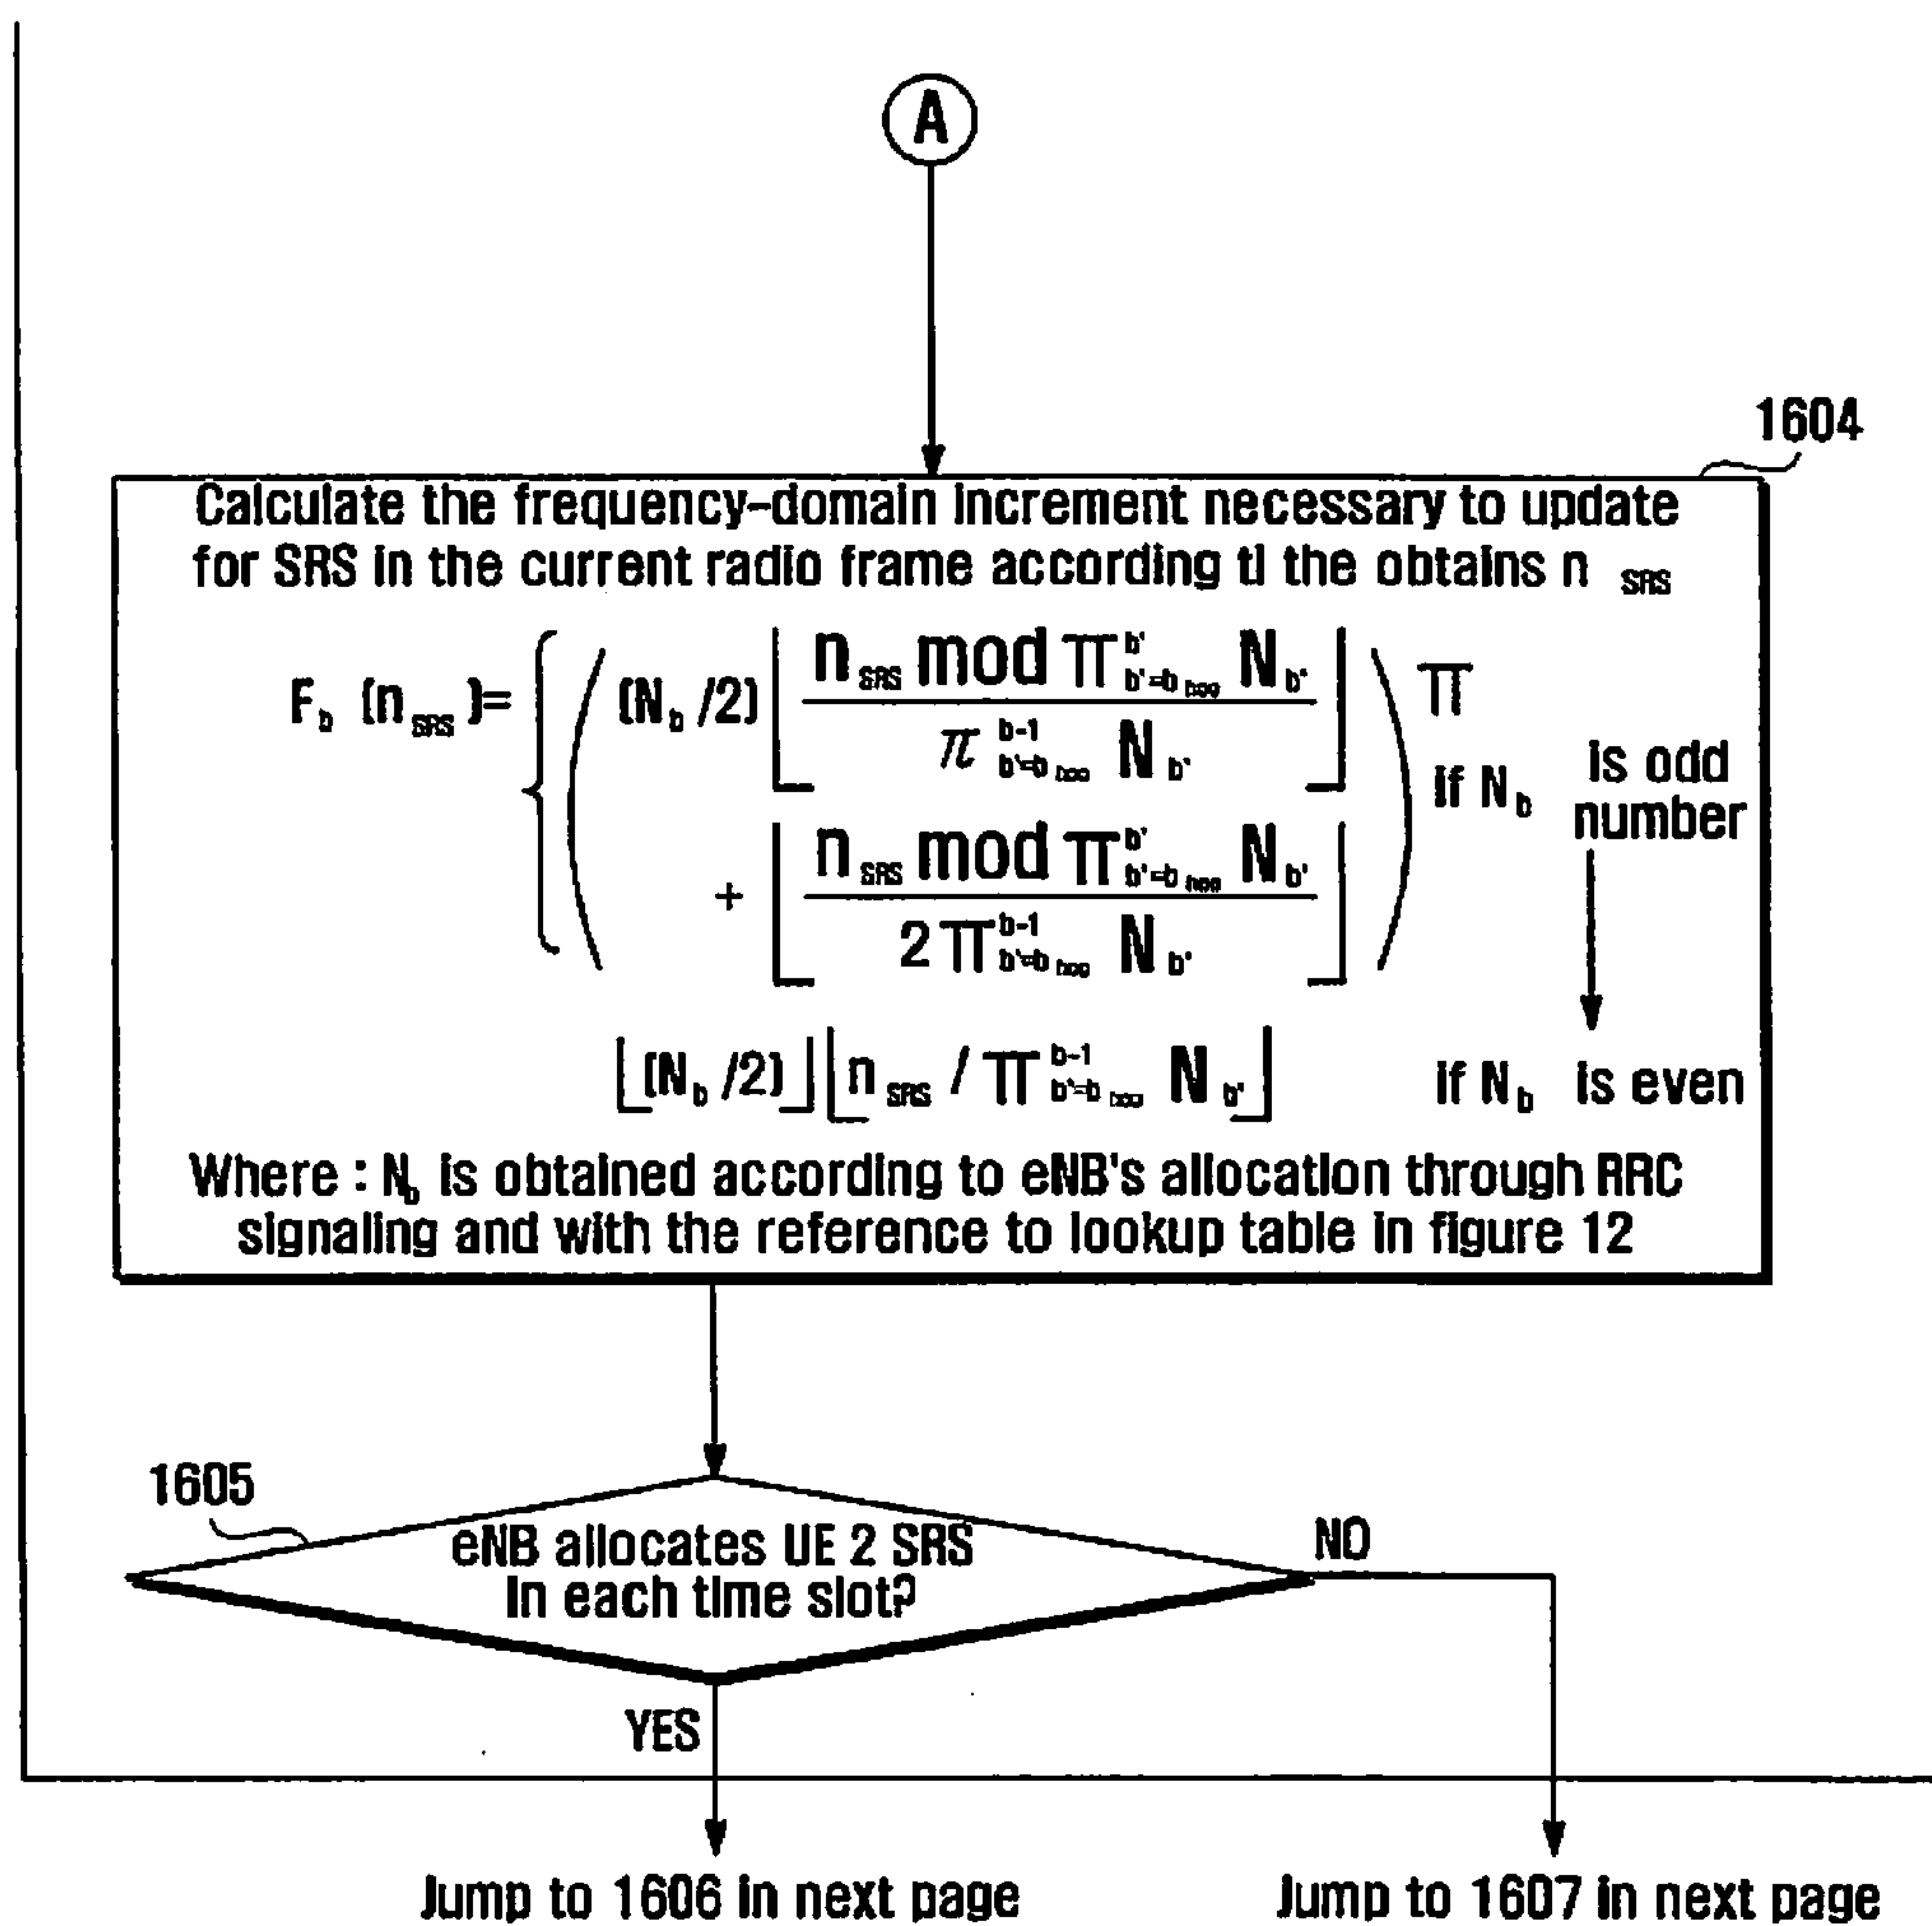 A
1604
Calculate the frequency-domain increment necessary to update
for SRS in the current radio frame according tl the obtains n SRS
F b (n SRS )= { ( (N b /2) ⌊ n SRS mod ∏ b' b'=b hop N b' / π b-1 b'=b hop N b' ⌋ ) ∏
if N b is odd
number
+ ⌊ n SRS mod ∏ b' b'=b hop N b' / 2 ∏ b-1 b'=b hop N b' ⌋
⌊(N b /2)⌋⌊n SRS / ∏ b-1 b'=b hop N b'⌋ if N b is even
Where : N b is obtained according to eNB's allocation through RRC
signaling and with the reference to lookup table in figure 12
1605
eNB allocates UE 2 SRS
in each time slot?
NO
YES
Jump to 1606 in next page
Jump to 1607 in next page